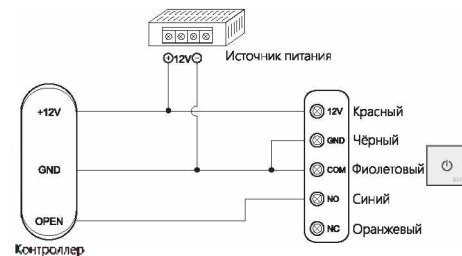 ⊕12V⊖ Источник питания
+12V
GND
OPEN
Контроллер
12V Красный
GND Чёрный
COM Фиолетовый
NO Синий
NC Оранжевый